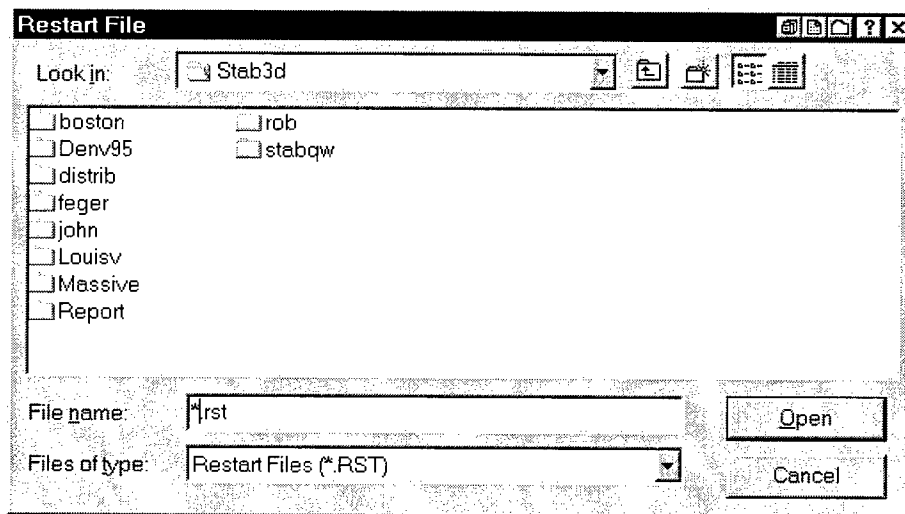 Restart File
Look in: Stab3d
boston rob
Denv95 stabqw
distrib
feger
john
Louisv
Massive
Report
File name: *.rst Open
Files of type: Restart Files (*.RST) Cancel